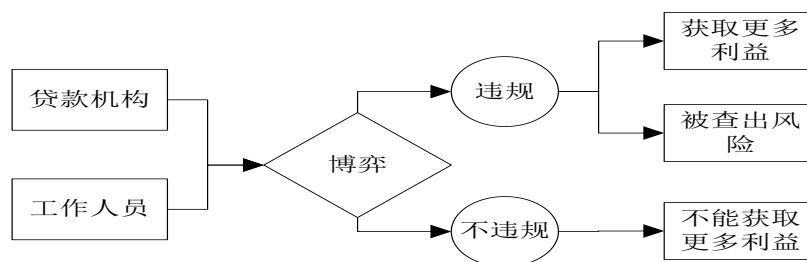 贷款机构
工作人员
博弈
违规
不违规
获取更多
利益
被查出风
险
不能获取
更多利益